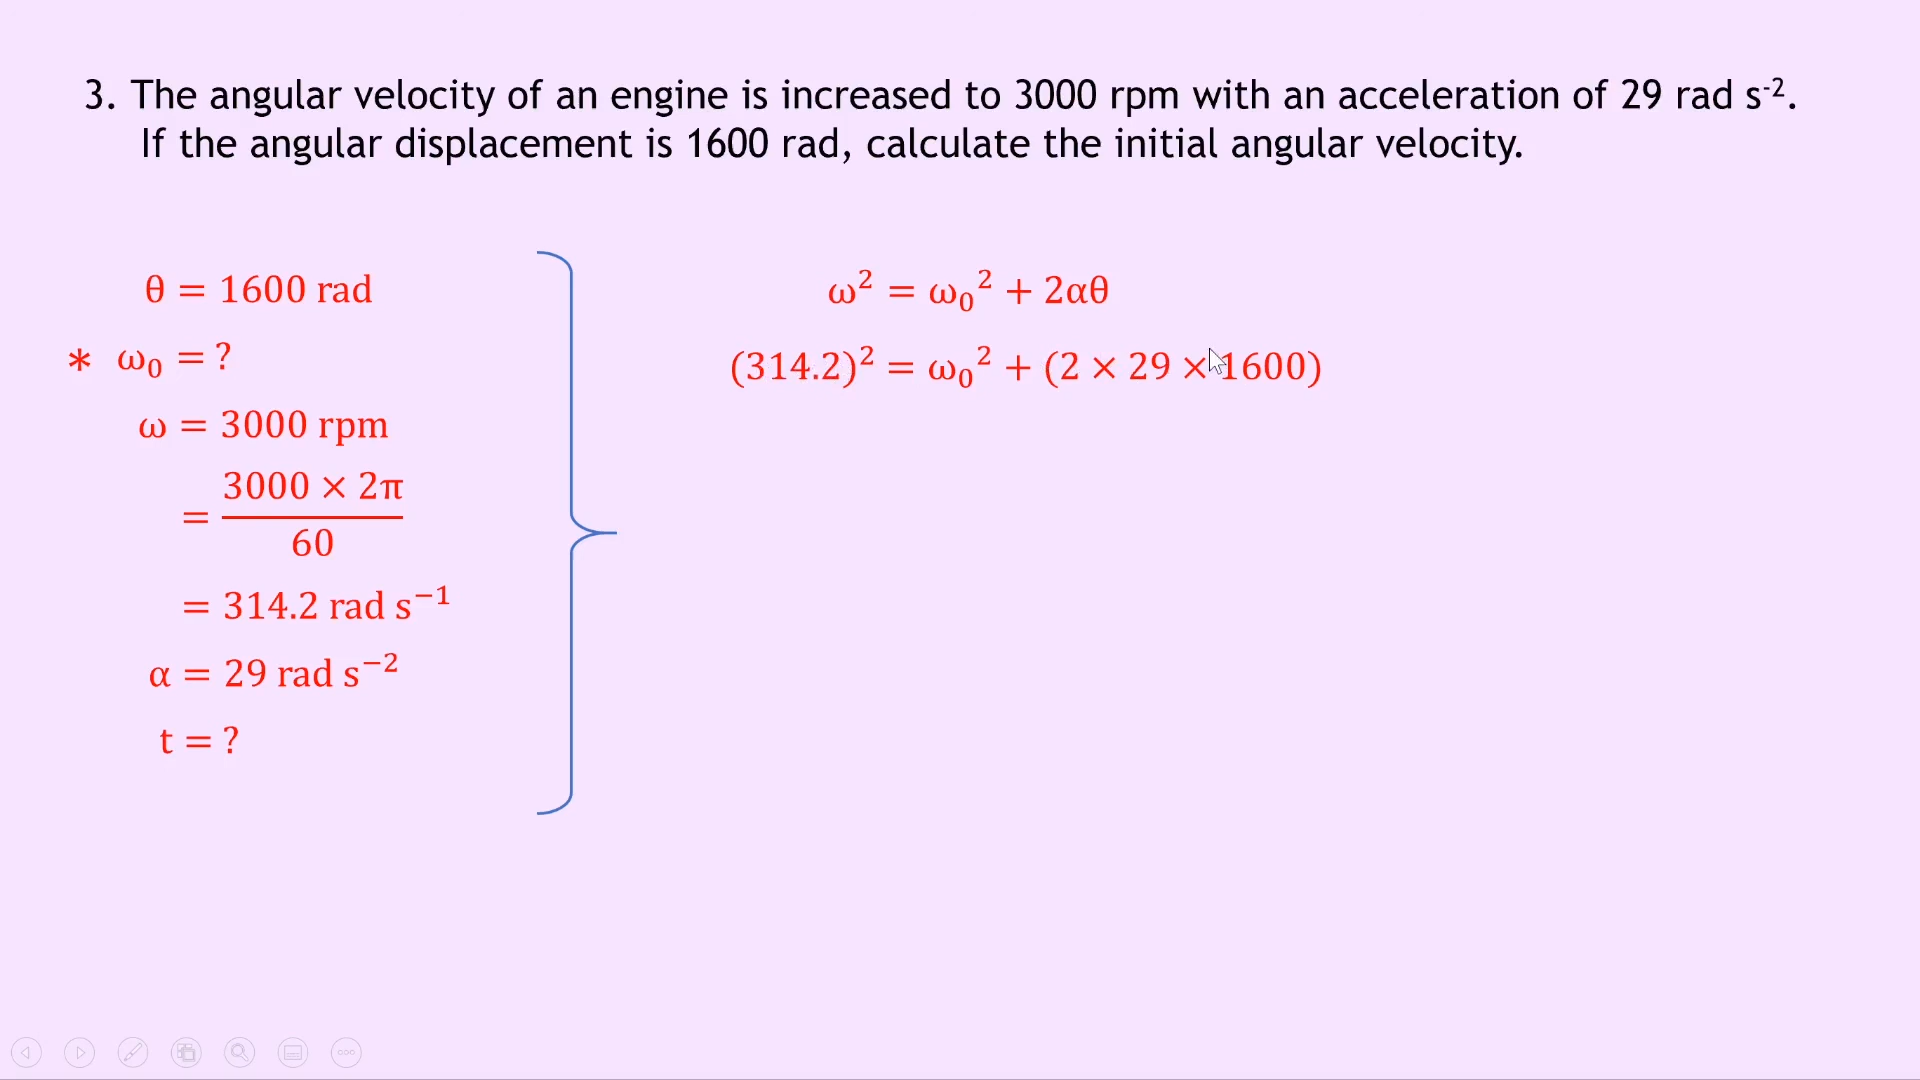 3. The angular velocity of an engine is increased to 3000 rpm with an acceleration of 29 rad s⁻².
If the angular displacement is 1600 rad, calculate the initial angular velocity.
θ = 1600 rad
* ω₀ = ?
ω = 3000 rpm
= (3000 × 2π)/60
= 314.2 rad s⁻¹
α = 29 rad s⁻²
t = ?
ω² = ω₀² + 2αθ
(314.2)² = ω₀² + (2 × 29 × 1600)